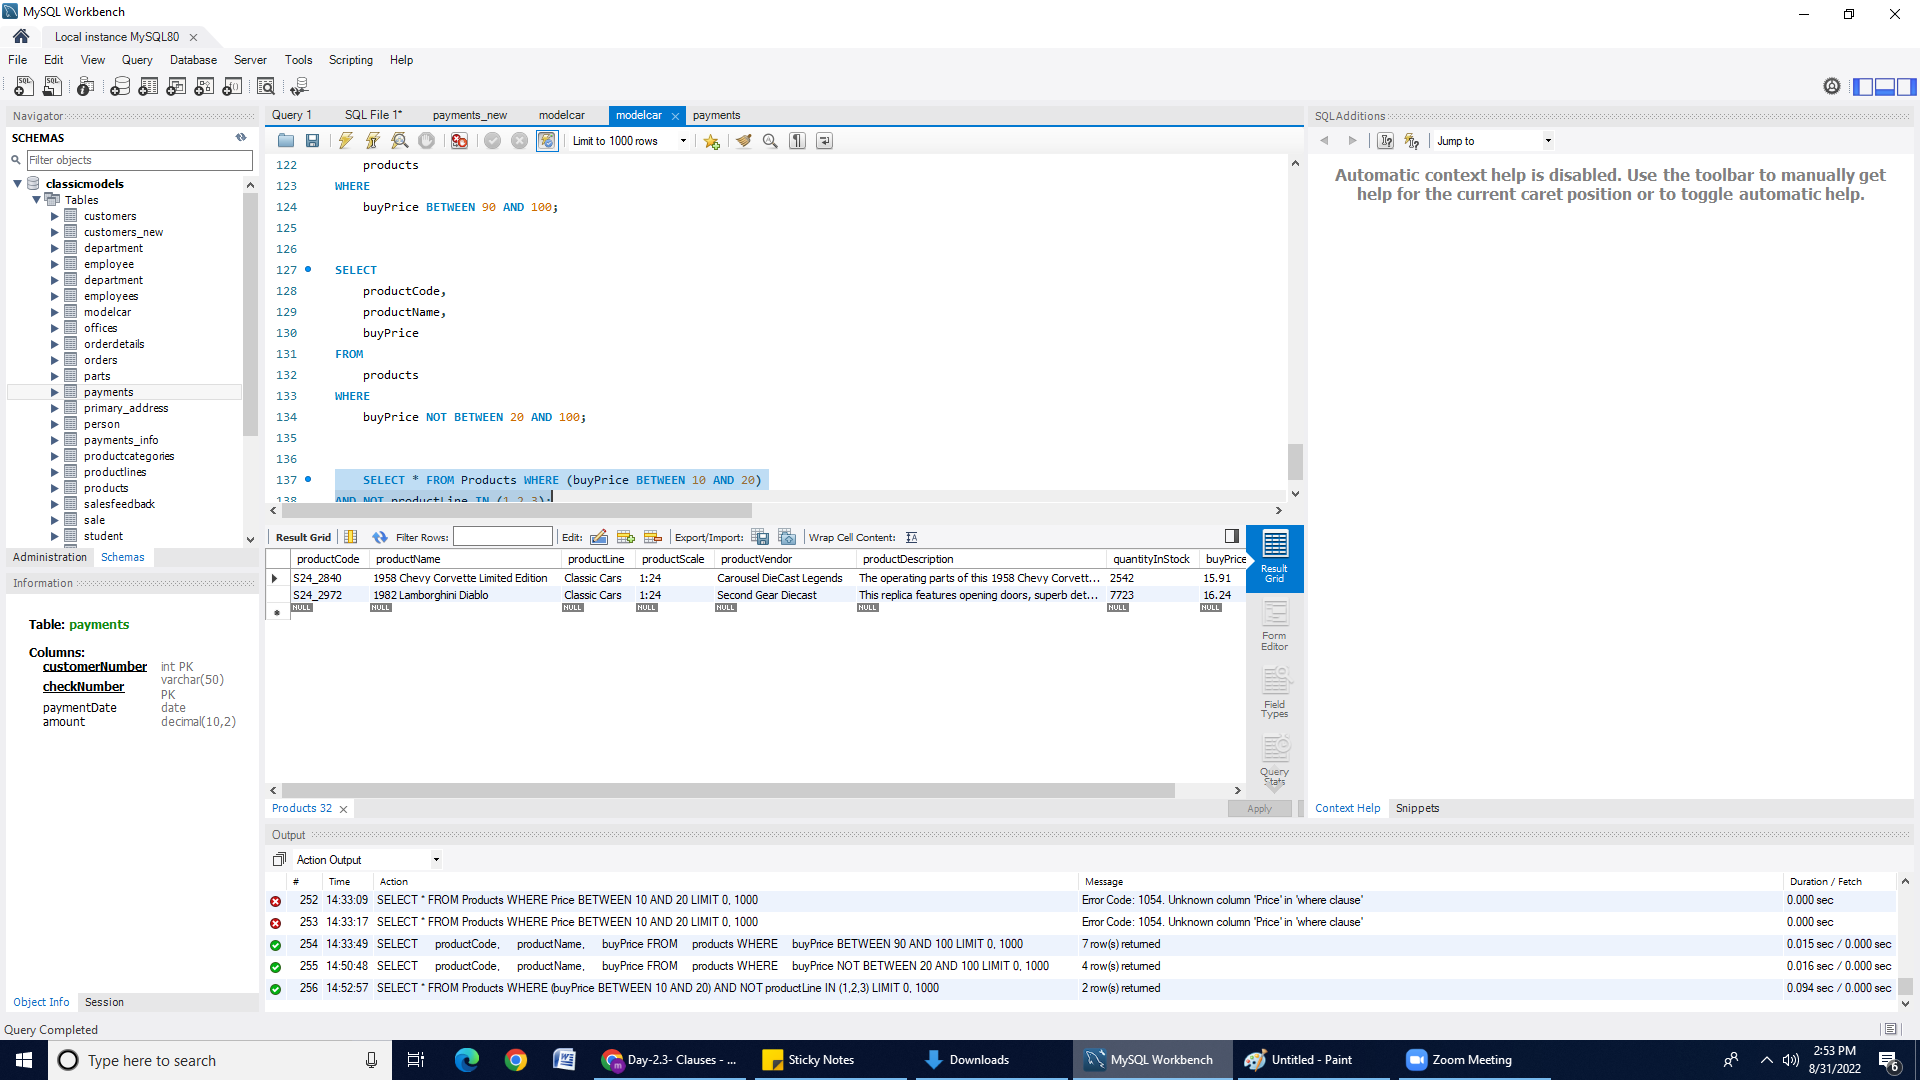 MySQL Workbench
Local instance MySQL80
File Edit View Query Database Server Tools Scripting Help
Navigator
SCHEMAS
Filter objects
classicmodels
Tables
customers
customers_new
department
employee
department
employees
modelcar
offices
orderdetails
orders
parts
payments
primary_address
person
payments_info
productcategories
productlines
products
salesfeedback
sale
student
Administration Schemas
Information
Table: payments
Columns:
customerNumber int PK
checkNumber varchar(50) PK
paymentDate date
amount decimal(10,2)
Object Info Session
Query Completed
Query 1 SQL File 1* payments_new modelcar modelcar payments
Limit to 1000 rows
122 products
123 WHERE
124 buyPrice BETWEEN 90 AND 100;
125
126
127 SELECT
128 productCode,
129 productName,
130 buyPrice
131 FROM
132 products
133 WHERE
134 buyPrice NOT BETWEEN 20 AND 100;
135
136
137 SELECT * FROM Products WHERE (buyPrice BETWEEN 10 AND 20)
138 AND NOT productLine IN (1,2,3);
Result Grid Filter Rows: Edit: Export/Import: Wrap Cell Content:
productCode productName productLine productScale productVendor productDescription quantityInStock buyPrice
S24_2840 1958 Chevy Corvette Limited Edition Classic Cars 1:24 Carousel DieCast Legends The operating parts of this 1958 Chevy Corvett... 2542 15.91
S24_2972 1982 Lamborghini Diablo Classic Cars 1:24 Second Gear Diecast This replica features opening doors, superb det... 7723 16.24
NULL NULL NULL NULL NULL NULL NULL NULL
Result Grid
Form Editor
Field Types
Query Stats
Products 32
Apply
SQLAdditions
Jump to
Automatic context help is disabled. Use the toolbar to manually get
help for the current caret position or to toggle automatic help.
Context Help Snippets
Output
Action Output
# Time Action Message Duration / Fetch
252 14:33:09 SELECT * FROM Products WHERE Price BETWEEN 10 AND 20 LIMIT 0, 1000 Error Code: 1054. Unknown column 'Price' in 'where clause' 0.000 sec
253 14:33:17 SELECT * FROM Products WHERE Price BETWEEN 10 AND 20 LIMIT 0, 1000 Error Code: 1054. Unknown column 'Price' in 'where clause' 0.000 sec
254 14:33:49 SELECT productCode, productName, buyPrice FROM products WHERE buyPrice BETWEEN 90 AND 100 LIMIT 0, 1000 7 row(s) returned 0.015 sec / 0.000 sec
255 14:50:48 SELECT productCode, productName, buyPrice FROM products WHERE buyPrice NOT BETWEEN 20 AND 100 LIMIT 0, 1000 4 row(s) returned 0.016 sec / 0.000 sec
256 14:52:57 SELECT * FROM Products WHERE (buyPrice BETWEEN 10 AND 20) AND NOT productLine IN (1,2,3) LIMIT 0, 1000 2 row(s) returned 0.094 sec / 0.000 sec
Type here to search
Day-2.3- Clauses - ...
Sticky Notes
Downloads
MySQL Workbench
Untitled - Paint
Zoom Meeting
2:53 PM
8/31/2022
6